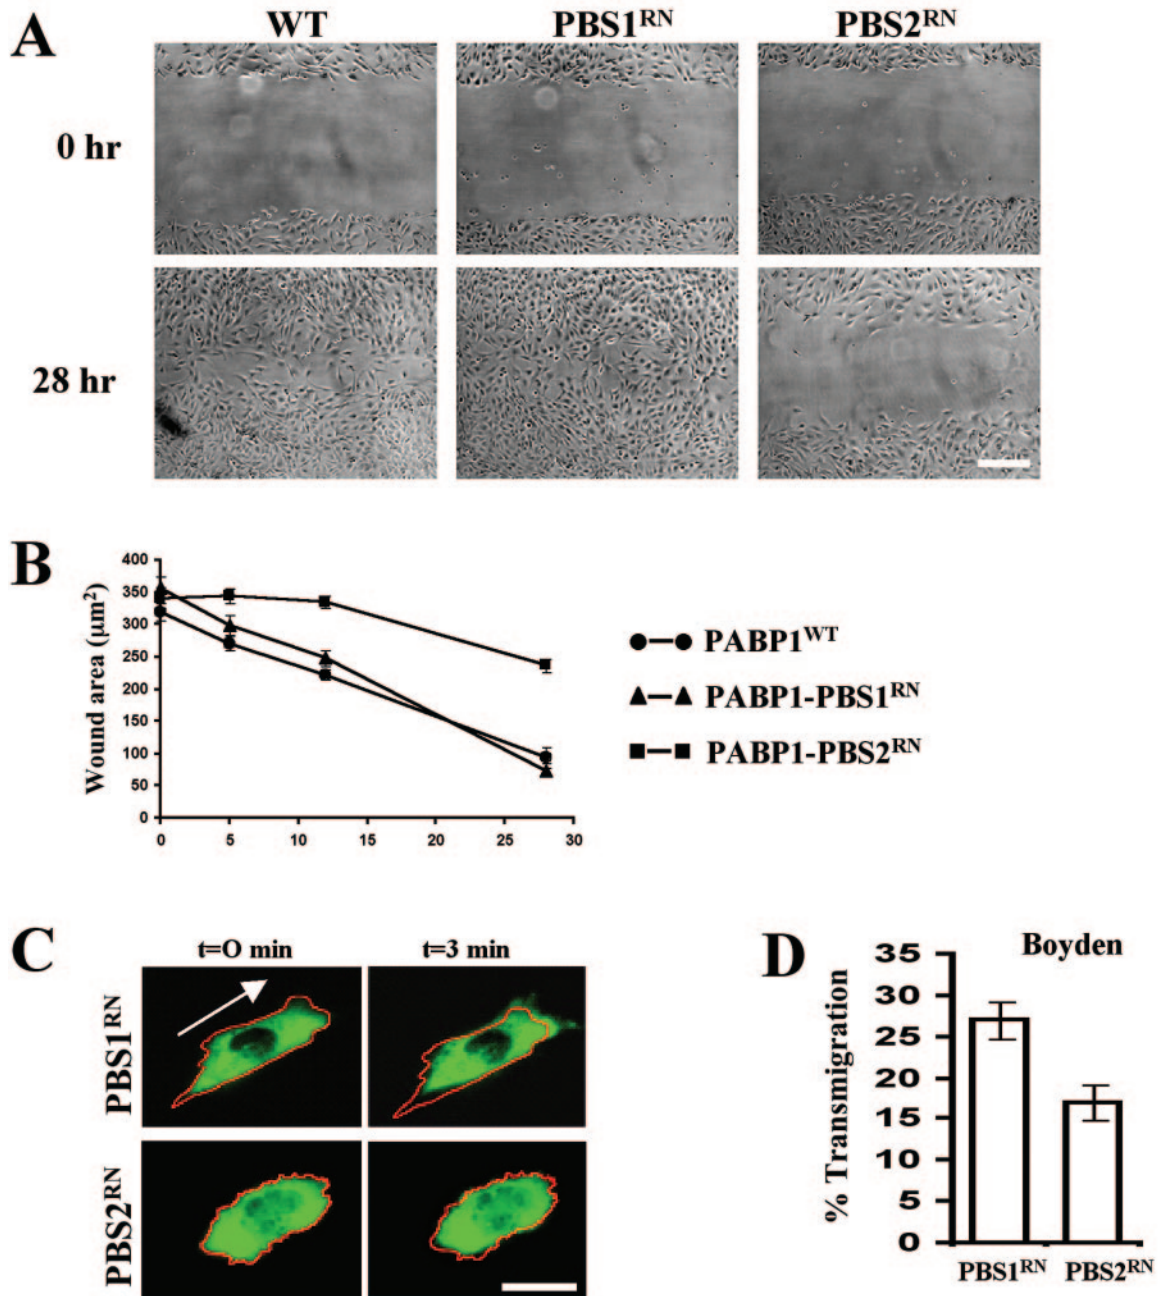 A
WT PBS1RN PBS2RN
0 hr
28 hr
B
Wound area (µm2)
400
350
300
250
200
150
100
50
0
0 5 10 15 20 25 30
PABP1WT
PABP1-PBS1RN
PABP1-PBS2RN
C
t=O min t=3 min
PBS1RN
PBS2RN
D
Boyden
% Transmigration
35
30
25
20
15
10
5
0
PBS1RN PBS2RN